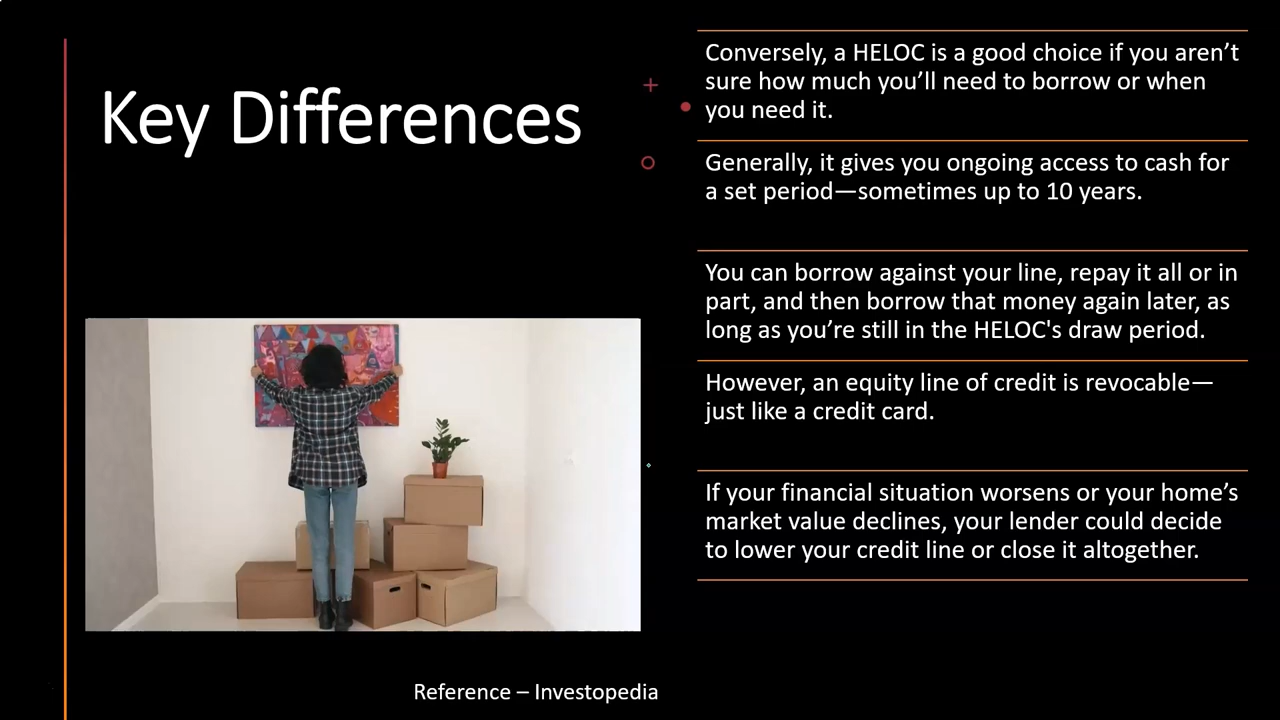 Key Differences
Conversely, a HELOC is a good choice if you aren’t
sure how much you’ll need to borrow or when
you need it.
Generally, it gives you ongoing access to cash for
a set period—sometimes up to 10 years.
You can borrow against your line, repay it all or in
part, and then borrow that money again later, as
long as you’re still in the HELOC's draw period.
However, an equity line of credit is revocable—
just like a credit card.
If your financial situation worsens or your home’s
market value declines, your lender could decide
to lower your credit line or close it altogether.
Reference – Investopedia